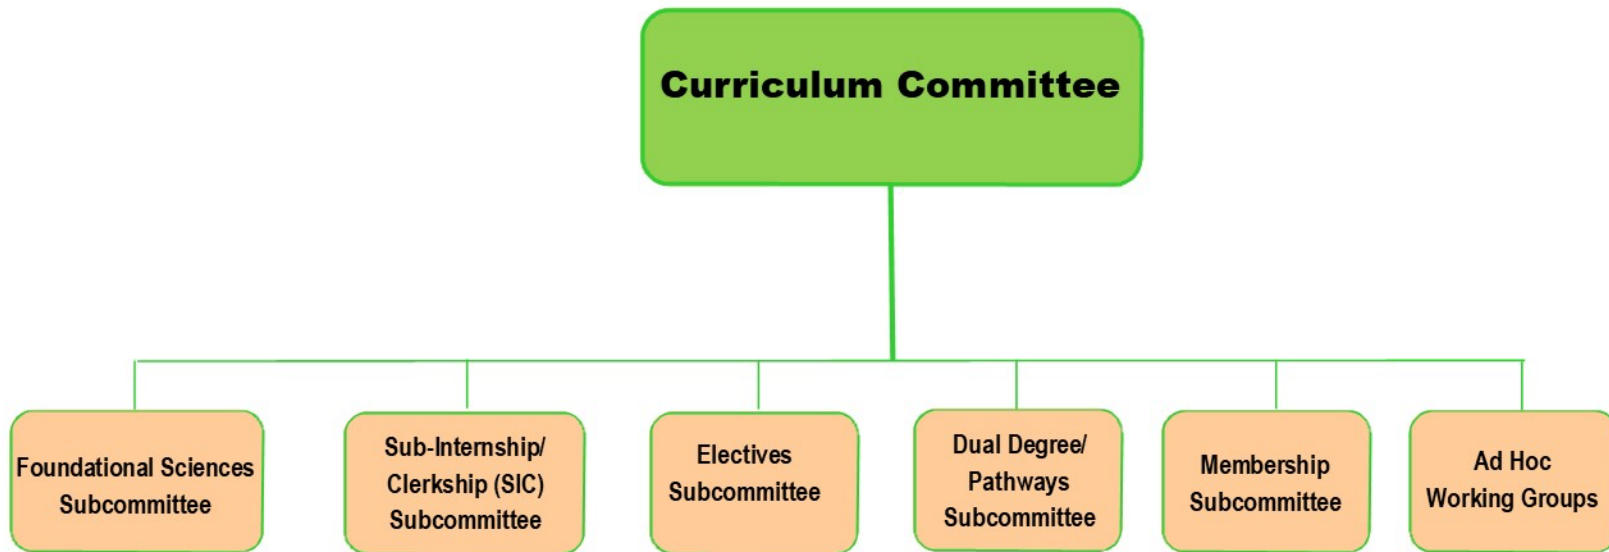 Curriculum Committee
Foundational Sciences
Subcommittee
Sub-Internship/
Clerkship (SIC)
Subcommittee
Electives
Subcommittee
Dual Degree/
Pathways
Subcommittee
Membership
Subcommittee
Ad Hoc
Working Groups